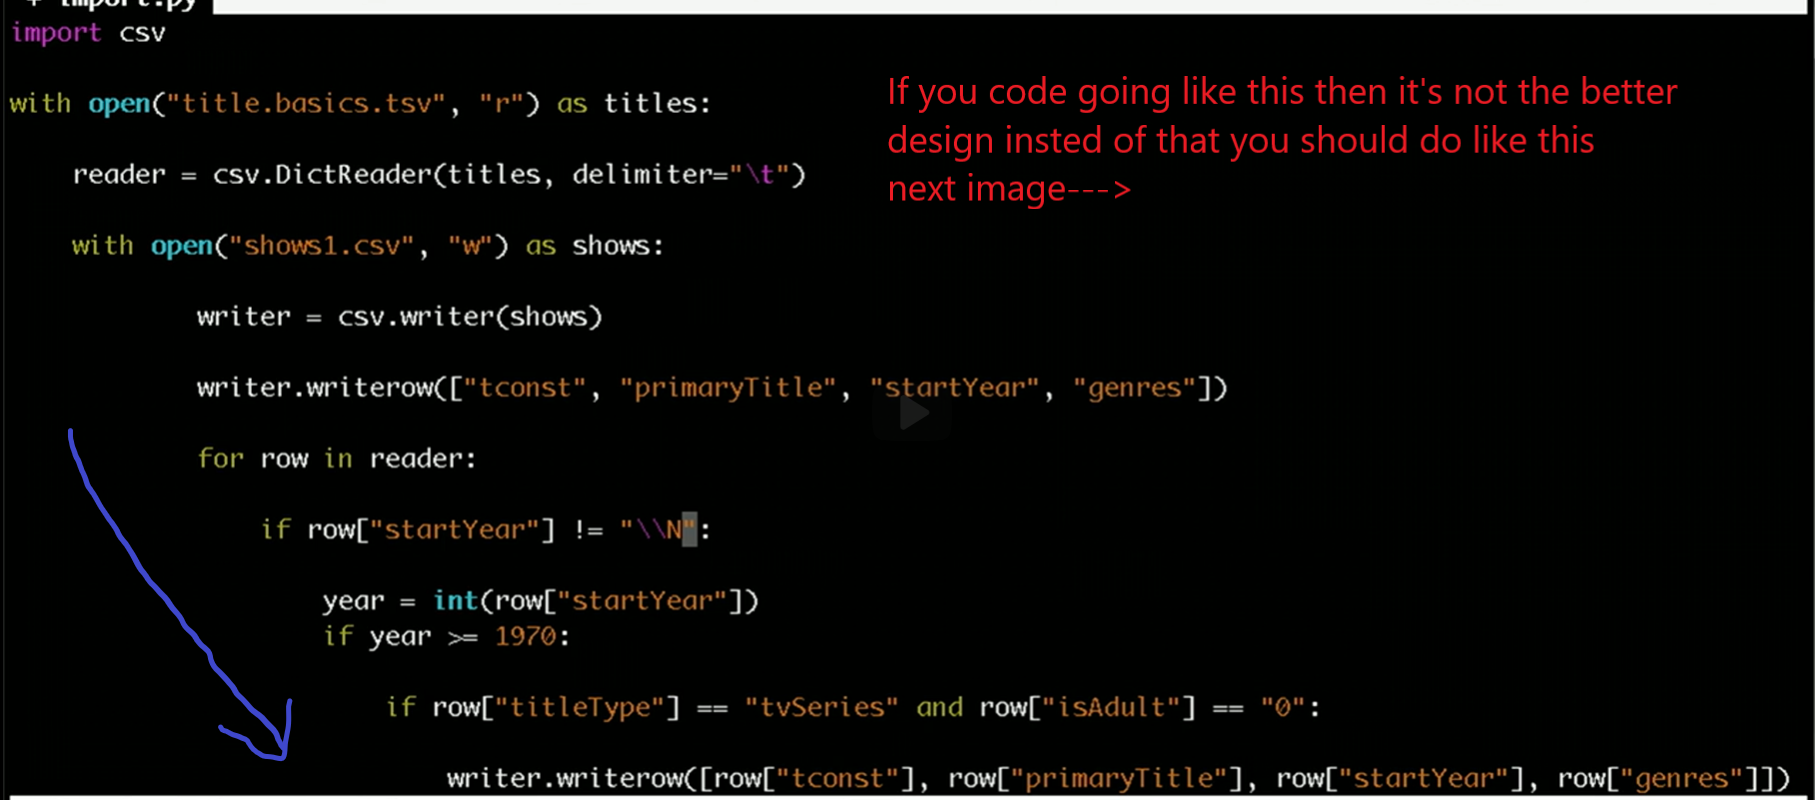 + import.py
import csv
with open("title.basics.tsv", "r") as titles:
If you code going like this then it's not the better
design insted of that you should do like this
next image--->
reader = csv.DictReader(titles, delimiter="\t")
with open("shows1.csv", "w") as shows:
writer = csv.writer(shows)
writer.writerow(["tconst", "primaryTitle", "startYear", "genres"])
for row in reader:
if row["startYear"] != "\\N":
year = int(row["startYear"])
if year >= 1970:
if row["titleType"] == "tvSeries" and row["isAdult"] == "0":
writer.writerow([row["tconst"], row["primaryTitle"], row["startYear"], row["genres"]])